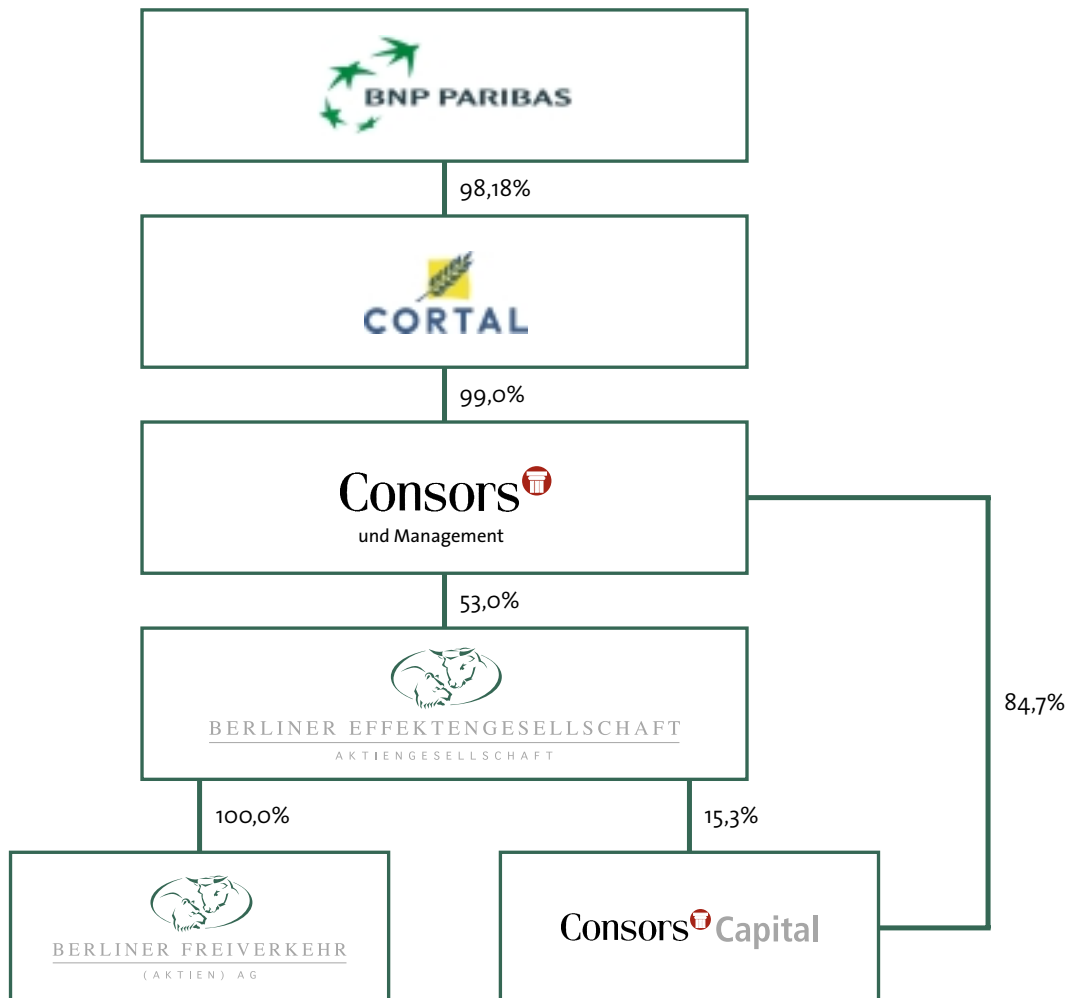 BNP PARIBAS
98,18%
CORTAL
99,0%
Consors
und Management
53,0%
BERLINER EFFEKTENGESELLSCHAFT
AKTIENGESELLSCHAFT
84,7%
100,0%
15,3%
BERLINER FREIVERKEHR
(AKTIEN) AG
Consors Capital